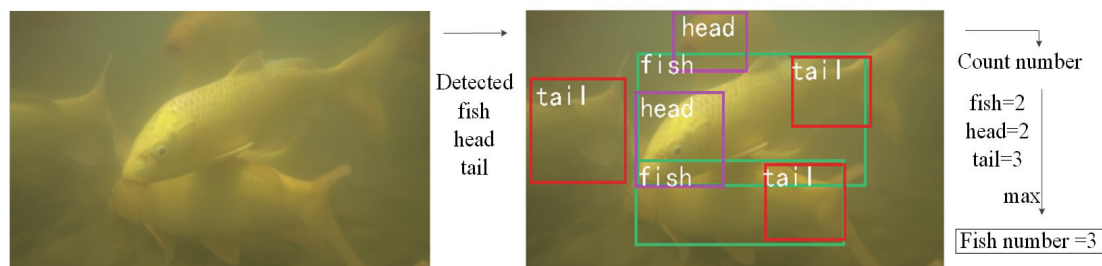 Detected
fish
head
tail
head
fish
tail
tail
head
fish
tail
Count number
fish=2
head=2
tail=3
max
Fish number =3